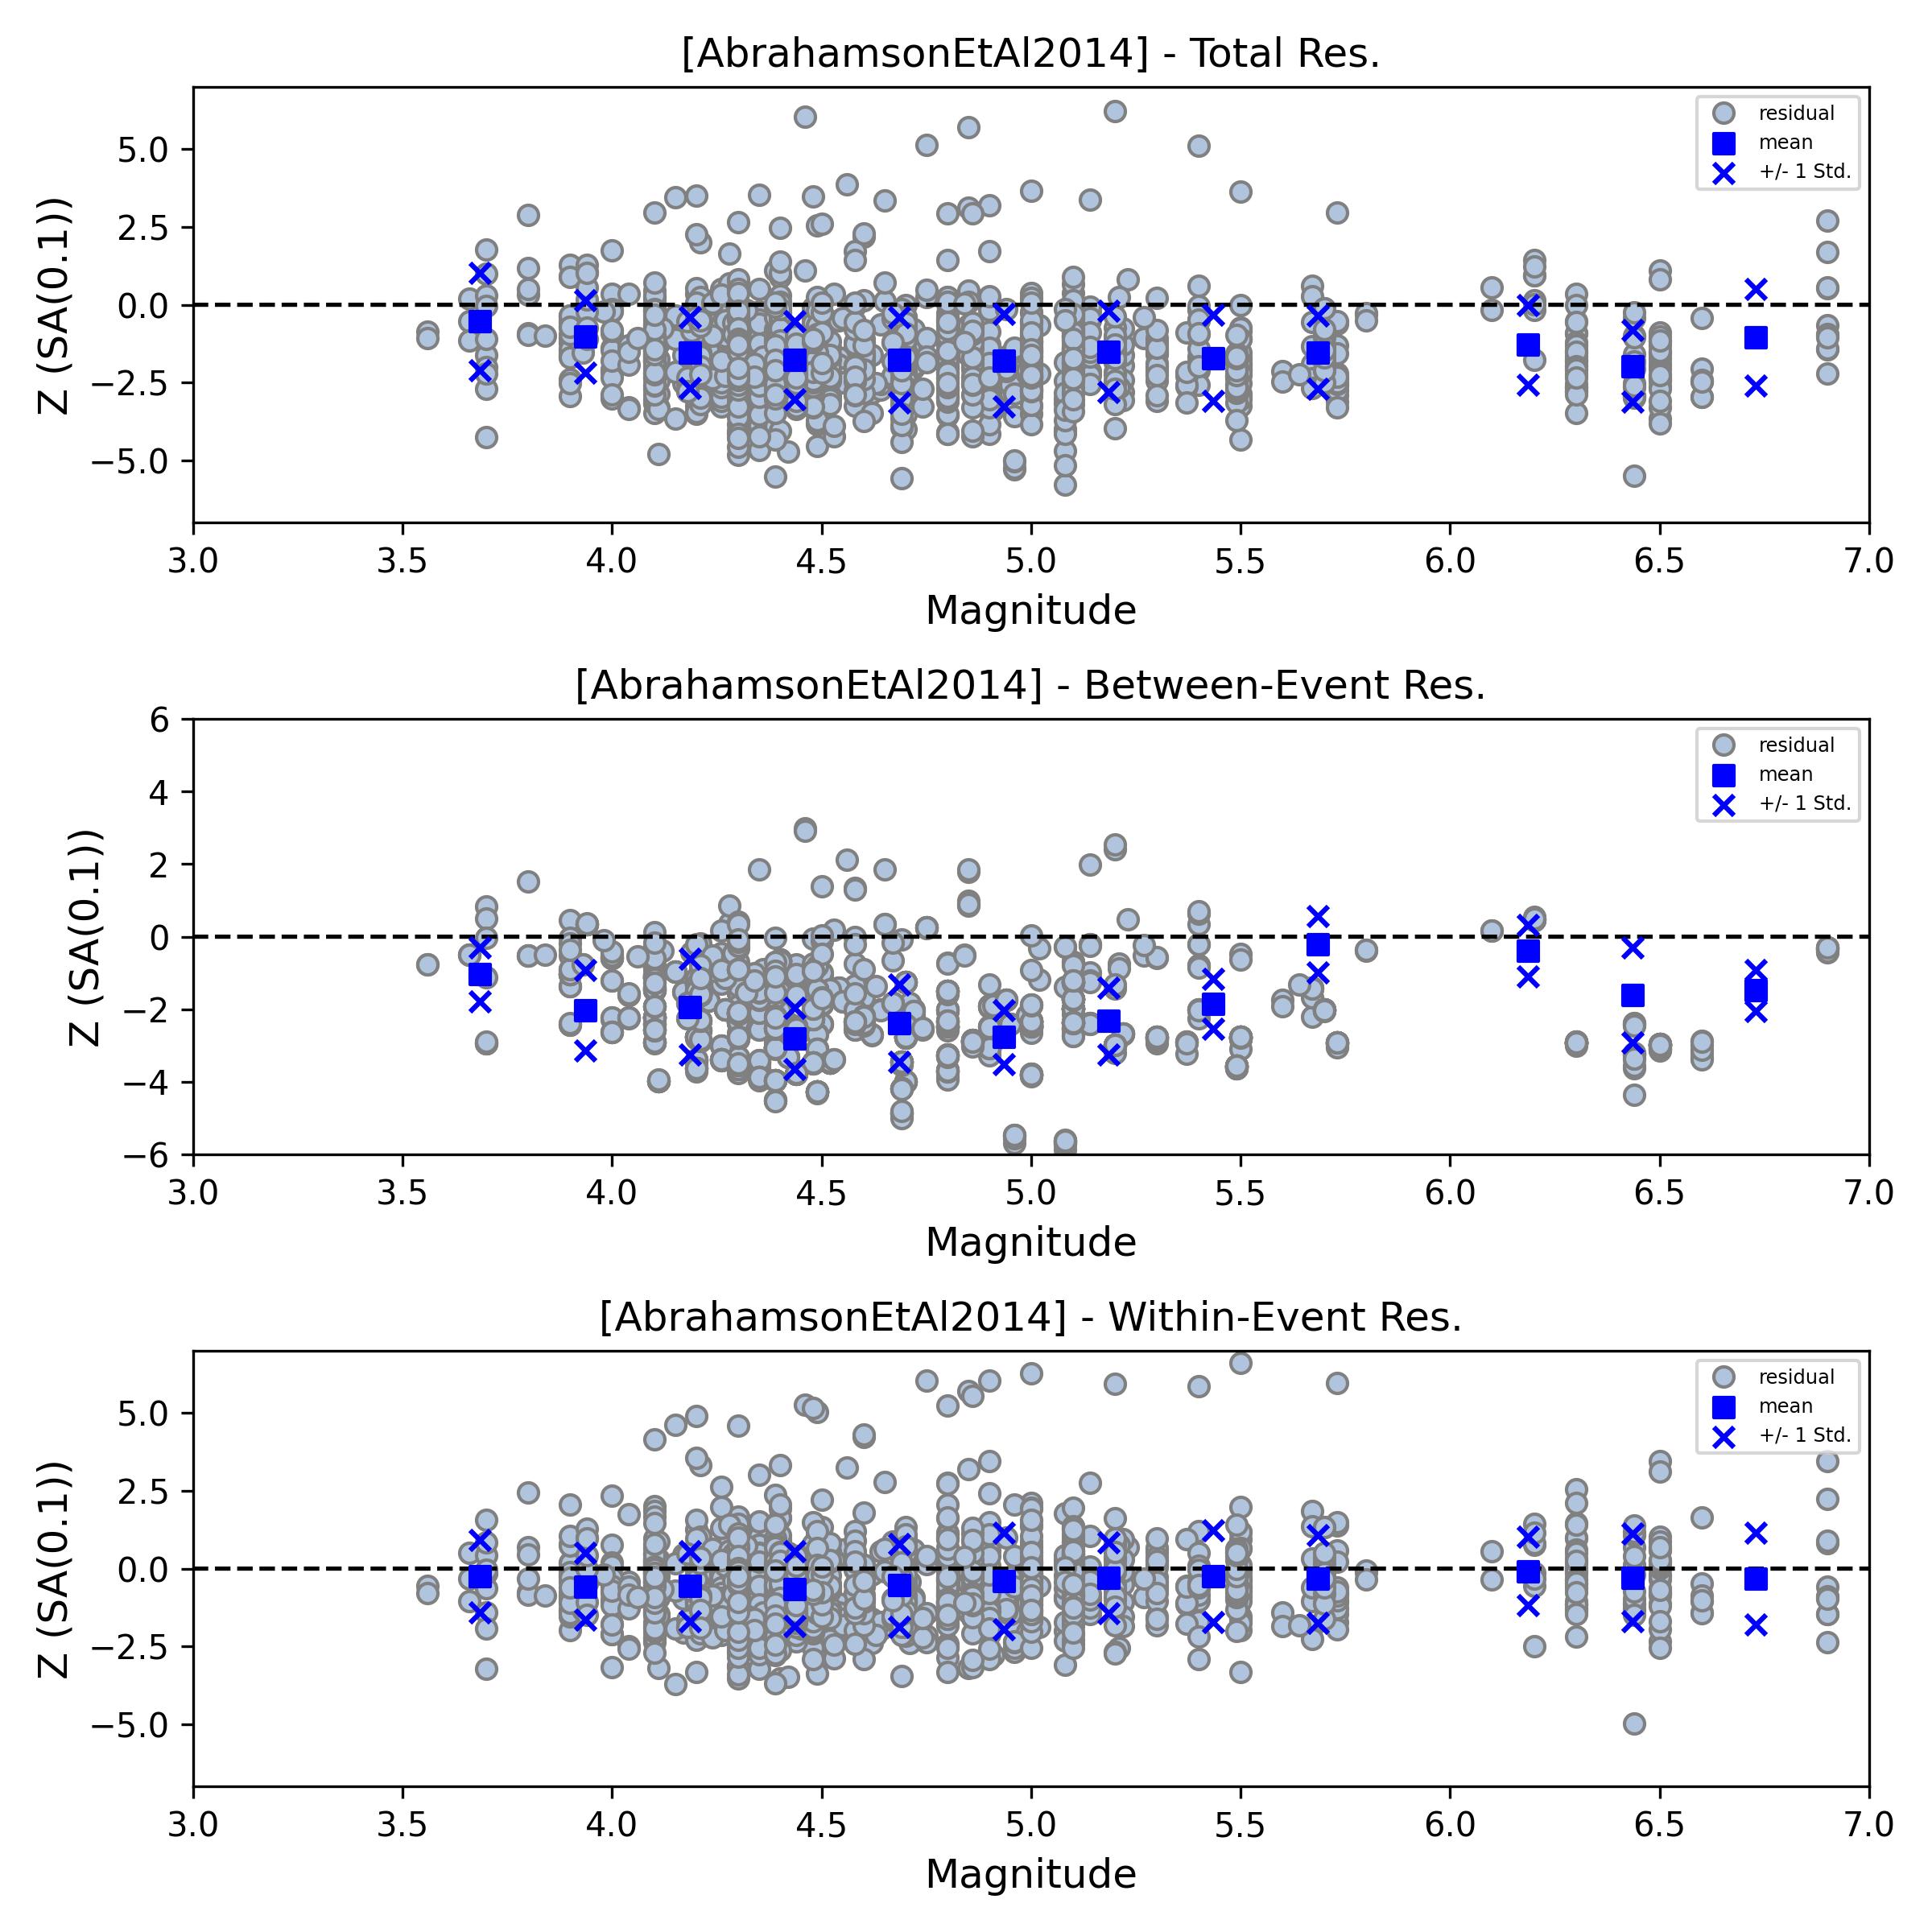 [AbrahamsonEtAl2014] - Total Res.
Z (SA(0.1))
5.0
2.5
0.0
−2.5
−5.0
residual
mean
+/- 1 Std.
3.0 3.5 4.0 4.5 5.0 5.5 6.0 6.5 7.0
Magnitude
[AbrahamsonEtAl2014] - Between-Event Res.
Z (SA(0.1))
6
4
2
0
−2
−4
−6
residual
mean
+/- 1 Std.
3.0 3.5 4.0 4.5 5.0 5.5 6.0 6.5 7.0
Magnitude
[AbrahamsonEtAl2014] - Within-Event Res.
Z (SA(0.1))
5.0
2.5
0.0
−2.5
−5.0
residual
mean
+/- 1 Std.
3.0 3.5 4.0 4.5 5.0 5.5 6.0 6.5 7.0
Magnitude